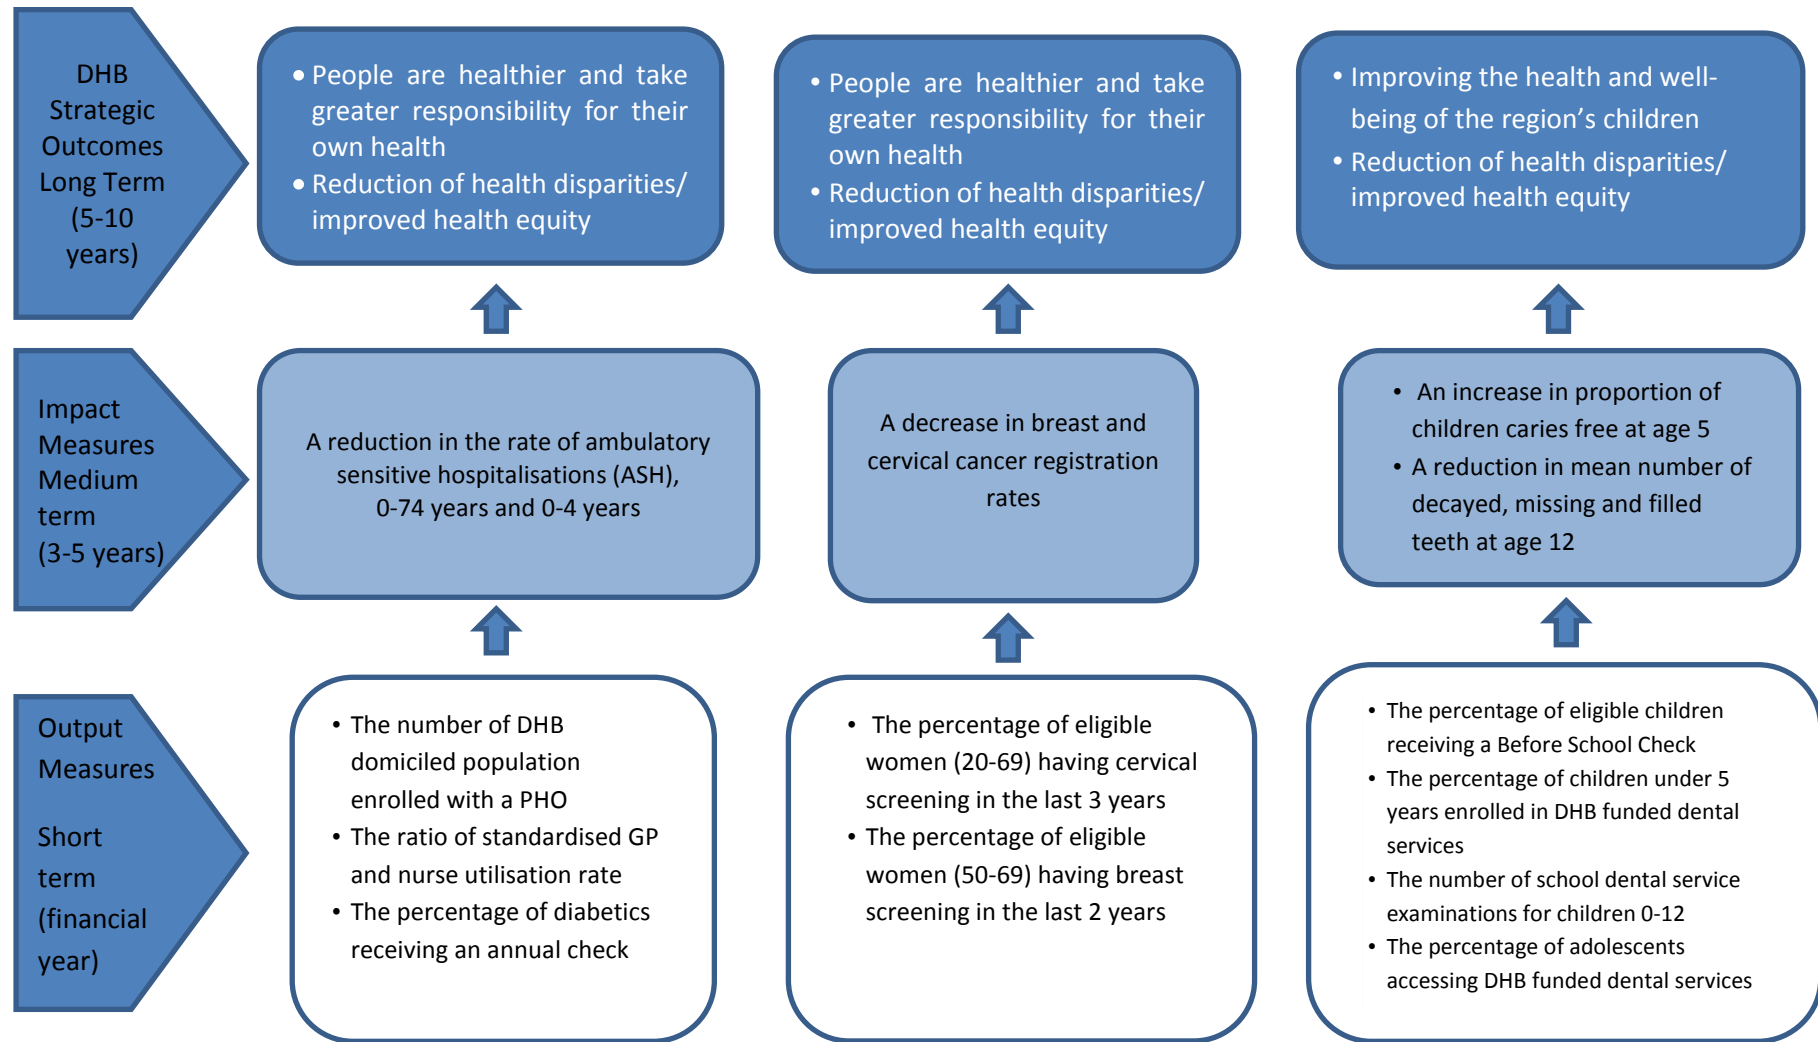 DHB
Strategic
Outcomes
Long Term
(5-10
years)
• People are healthier and take
greater responsibility for their
own health
• Reduction of health disparities/
improved health equity
• People are healthier and take
greater responsibility for their
own health
• Reduction of health disparities/
improved health equity
• Improving the health and well-
being of the region's children
• Reduction of health disparities/
improved health equity
Impact
Measures
Medium
term
(3-5 years)
A reduction in the rate of ambulatory
sensitive hospitalisations (ASH),
0-74 years and 0-4 years
A decrease in breast and
cervical cancer registration
rates
• An increase in proportion of
children caries free at age 5
• A reduction in mean number of
decayed, missing and filled
teeth at age 12
Output
Measures
Short
term
(financial
year)
• The number of DHB
domiciled population
enrolled with a PHO
• The ratio of standardised GP
and nurse utilisation rate
• The percentage of diabetics
receiving an annual check
• The percentage of eligible
women (20-69) having cervical
screening in the last 3 years
• The percentage of eligible
women (50-69) having breast
screening in the last 2 years
• The percentage of eligible children
receiving a Before School Check
• The percentage of children under 5
years enrolled in DHB funded dental
services
• The number of school dental service
examinations for children 0-12
• The percentage of adolescents
accessing DHB funded dental services